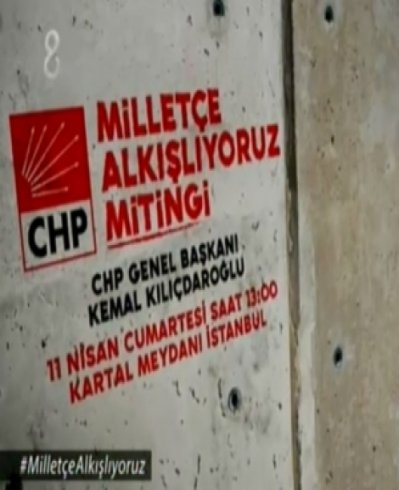 8
MİLLETÇE
ALKIŞLIYORUZ
MİTİNGİ
CHP
CHP GENEL BAŞKANI
KEMAL KILIÇDAROĞLU
11 NİSAN CUMARTESİ SAAT 13:00
KARTAL MEYDANI İSTANBUL
#MilletçeAlkışlıyoruz